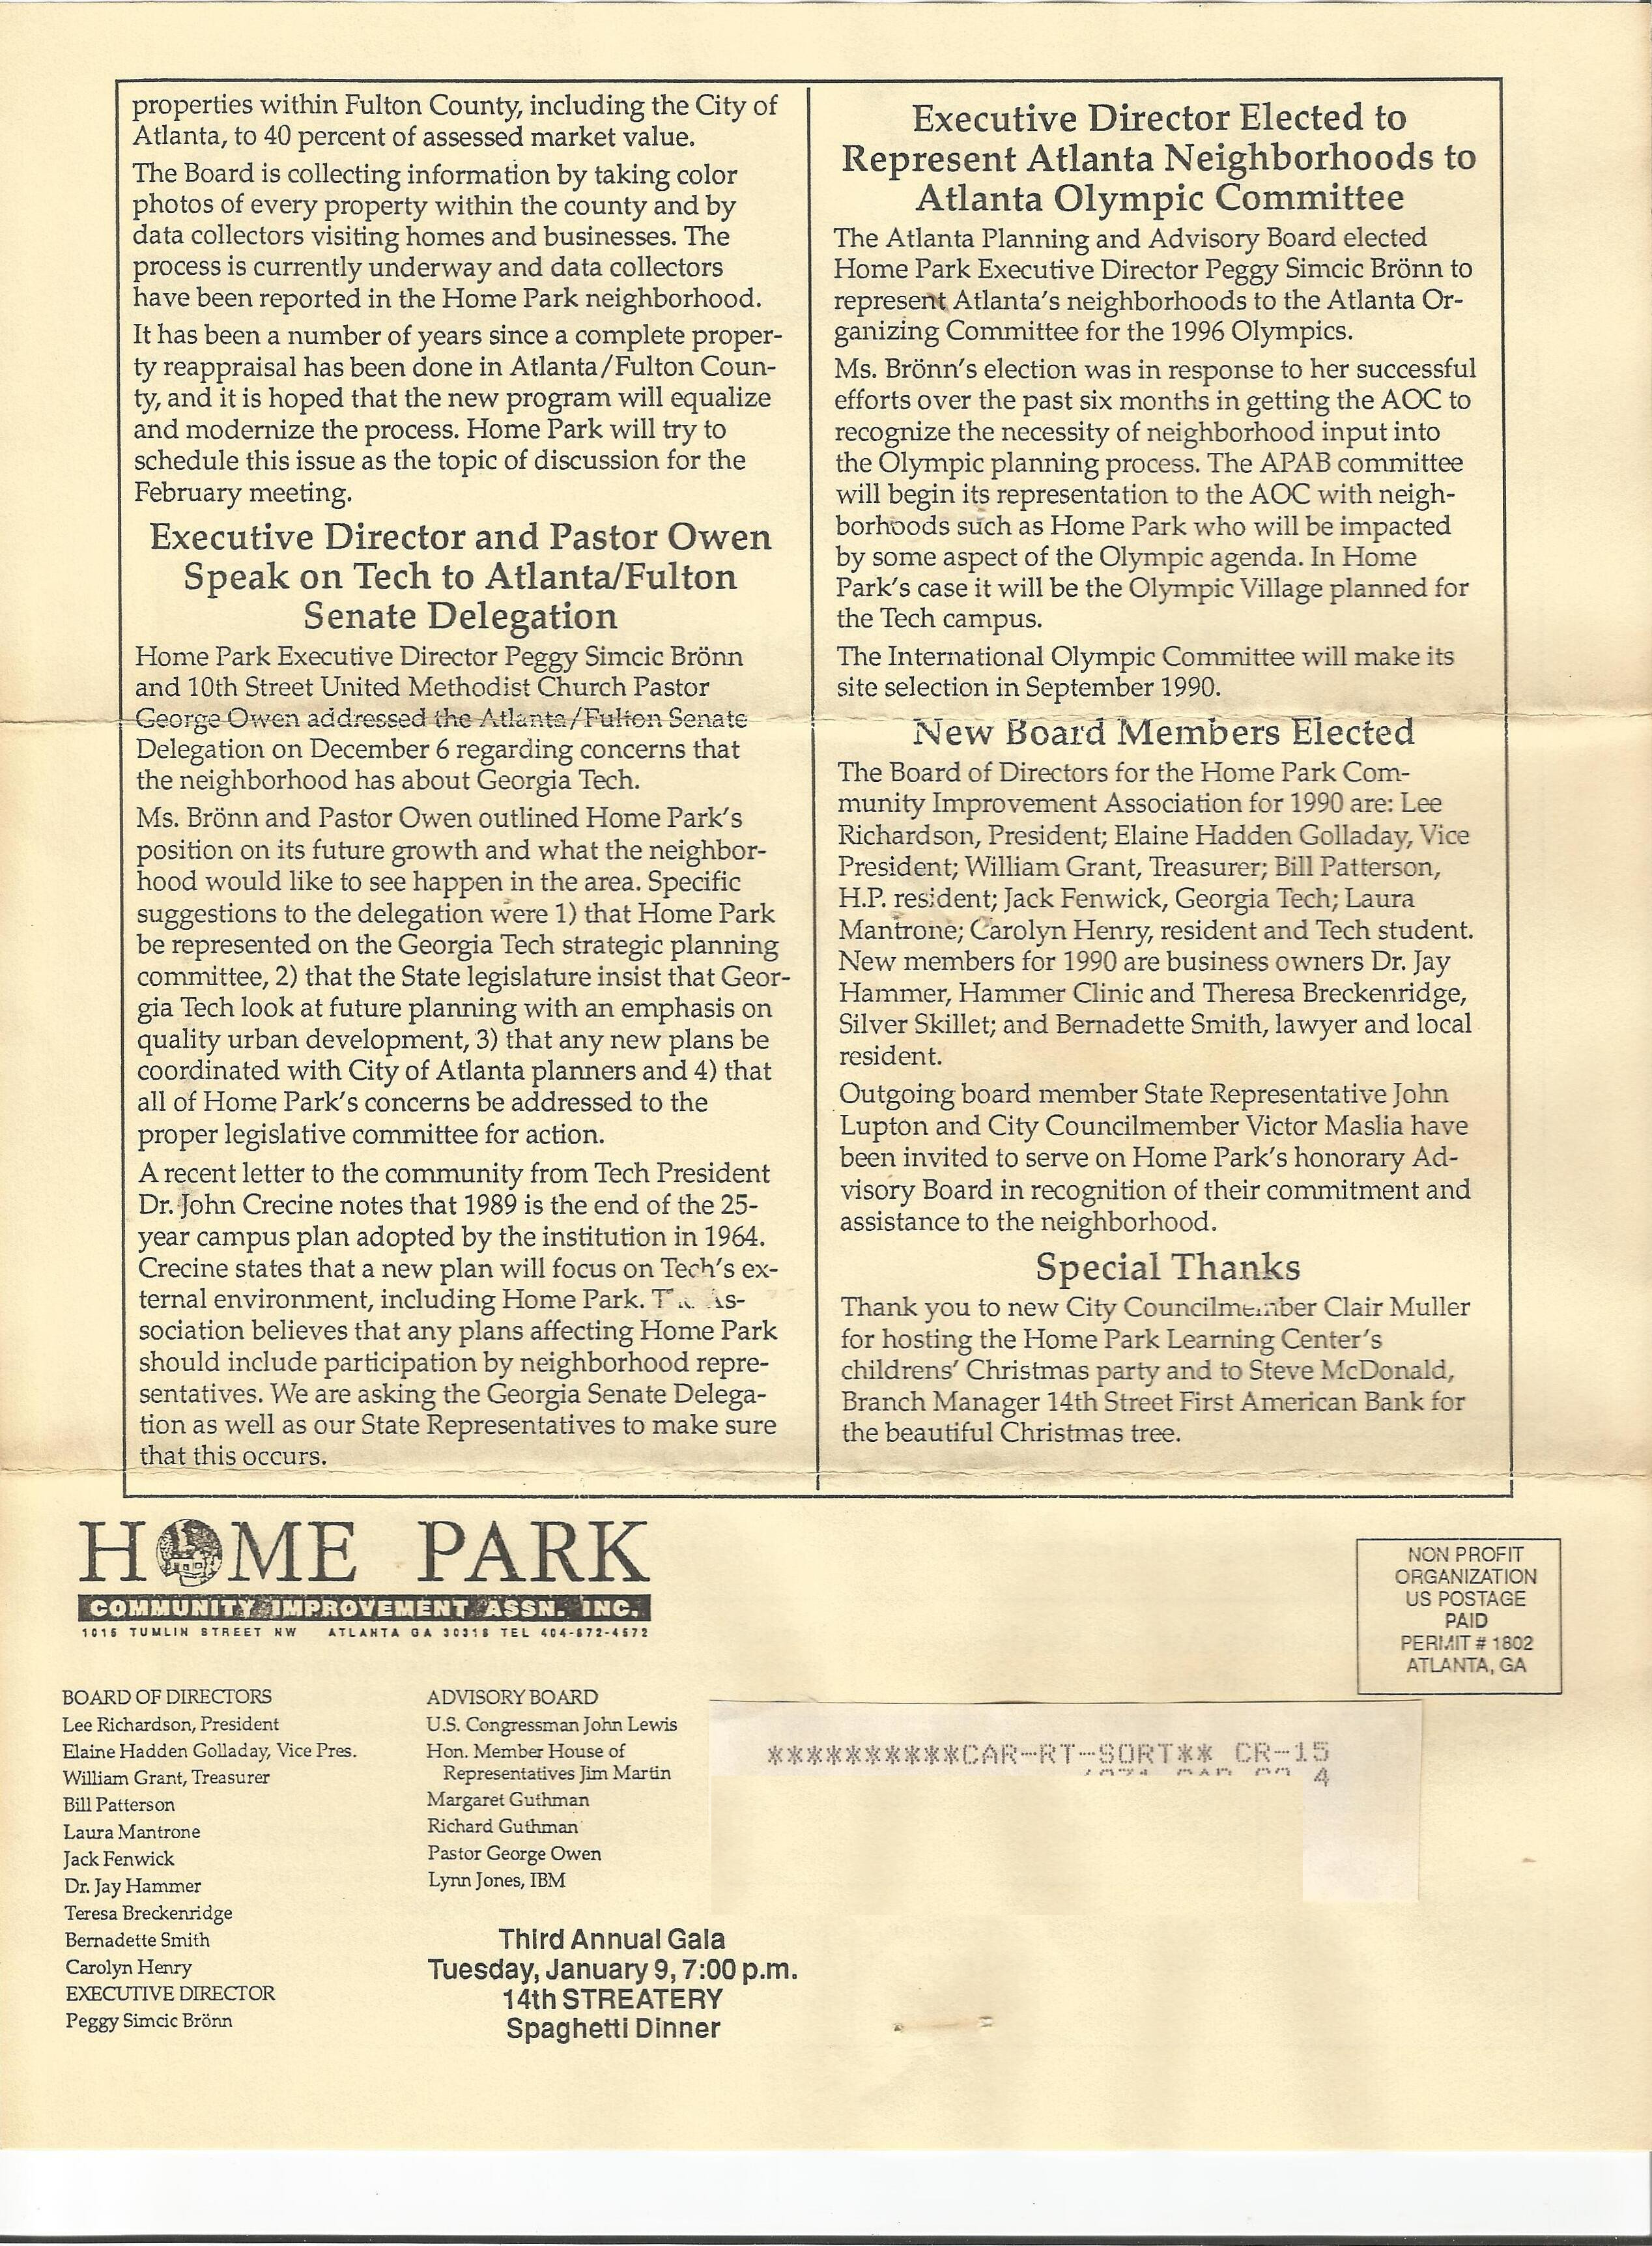 properties within Fulton County, including the City of
Atlanta, to 40 percent of assessed market value.
The Board is collecting information by taking color
photos of every property within the county and by
data collectors visiting homes and businesses. The
process is currently underway and data collectors
have been reported in the Home Park neighborhood.
It has been a number of years since a complete proper-
ty reappraisal has been done in Atlanta/Fulton Coun-
ty, and it is hoped that the new program will equalize
and modernize the process. Home Park will try to
schedule this issue as the topic of discussion for the
February meeting.
Executive Director and Pastor Owen
Speak on Tech to Atlanta/Fulton
Senate Delegation
Home Park Executive Director Peggy Simcic Brönn
and 10th Street United Methodist Church Pastor
George Owen addressed the Atlanta/Fulton Senate
Delegation on December 6 regarding concerns that
the neighborhood has about Georgia Tech.
Ms. Brönn and Pastor Owen outlined Home Park's
position on its future growth and what the neighbor-
hood would like to see happen in the area. Specific
suggestions to the delegation were 1) that Home Park
be represented on the Georgia Tech strategic planning
committee, 2) that the State legislature insist that Geor-
gia Tech look at future planning with an emphasis on
quality urban development, 3) that any new plans be
coordinated with City of Atlanta planners and 4) that
all of Home Park's concerns be addressed to the
proper legislative committee for action.
A recent letter to the community from Tech President
Dr. John Crecine notes that 1989 is the end of the 25-
year campus plan adopted by the institution in 1964.
Crecine states that a new plan will focus on Tech's ex-
ternal environment, including Home Park. The As-
sociation believes that any plans affecting Home Park
should include participation by neighborhood repre-
sentatives. We are asking the Georgia Senate Delega-
tion as well as our State Representatives to make sure
that this occurs.
Executive Director Elected to
Represent Atlanta Neighborhoods to
Atlanta Olympic Committee
The Atlanta Planning and Advisory Board elected
Home Park Executive Director Peggy Simcic Brönn to
represent Atlanta's neighborhoods to the Atlanta Or-
ganizing Committee for the 1996 Olympics.
Ms. Brönn's election was in response to her successful
efforts over the past six months in getting the AOC to
recognize the necessity of neighborhood input into
the Olympic planning process. The APAB committee
will begin its representation to the AOC with neigh-
borhoods such as Home Park who will be impacted
by some aspect of the Olympic agenda. In Home
Park's case it will be the Olympic Village planned for
the Tech campus.
The International Olympic Committee will make its
site selection in September 1990.
New Board Members Elected
The Board of Directors for the Home Park Com-
munity Improvement Association for 1990 are: Lee
Richardson, President; Elaine Hadden Golladay, Vice
President; William Grant, Treasurer; Bill Patterson,
H.P. resident; Jack Fenwick, Georgia Tech; Laura
Mantrone; Carolyn Henry, resident and Tech student.
New members for 1990 are business owners Dr. Jay
Hammer, Hammer Clinic and Theresa Breckenridge,
Silver Skillet; and Bernadette Smith, lawyer and local
resident.
Outgoing board member State Representative John
Lupton and City Councilmember Victor Maslia have
been invited to serve on Home Park's honorary Ad-
visory Board in recognition of their commitment and
assistance to the neighborhood.
Special Thanks
Thank you to new City Councilmember Clair Muller
for hosting the Home Park Learning Center's
childrens' Christmas party and to Steve McDonald,
Branch Manager 14th Street First American Bank for
the beautiful Christmas tree.
HOME PARK
COMMUNITY IMPROVEMENT ASSN. INC.
1015 TUMLIN STREET NW ATLANTA GA 30318 TEL 404-872-4572
NON PROFIT
ORGANIZATION
US POSTAGE
PAID
PERMIT # 1802
ATLANTA, GA
BOARD OF DIRECTORS
Lee Richardson, President
Elaine Hadden Golladay, Vice Pres.
William Grant, Treasurer
Bill Patterson
Laura Mantrone
Jack Fenwick
Dr. Jay Hammer
Teresa Breckenridge
Bernadette Smith
Carolyn Henry
EXECUTIVE DIRECTOR
Peggy Simcic Brönn
ADVISORY BOARD
U.S. Congressman John Lewis
Hon. Member House of
Representatives Jim Martin
Margaret Guthman
Richard Guthman
Pastor George Owen
Lynn Jones, IBM
**********CAR-RT-SORT** CR-15
4
Third Annual Gala
Tuesday, January 9, 7:00 p.m.
14th STREATERY
Spaghetti Dinner